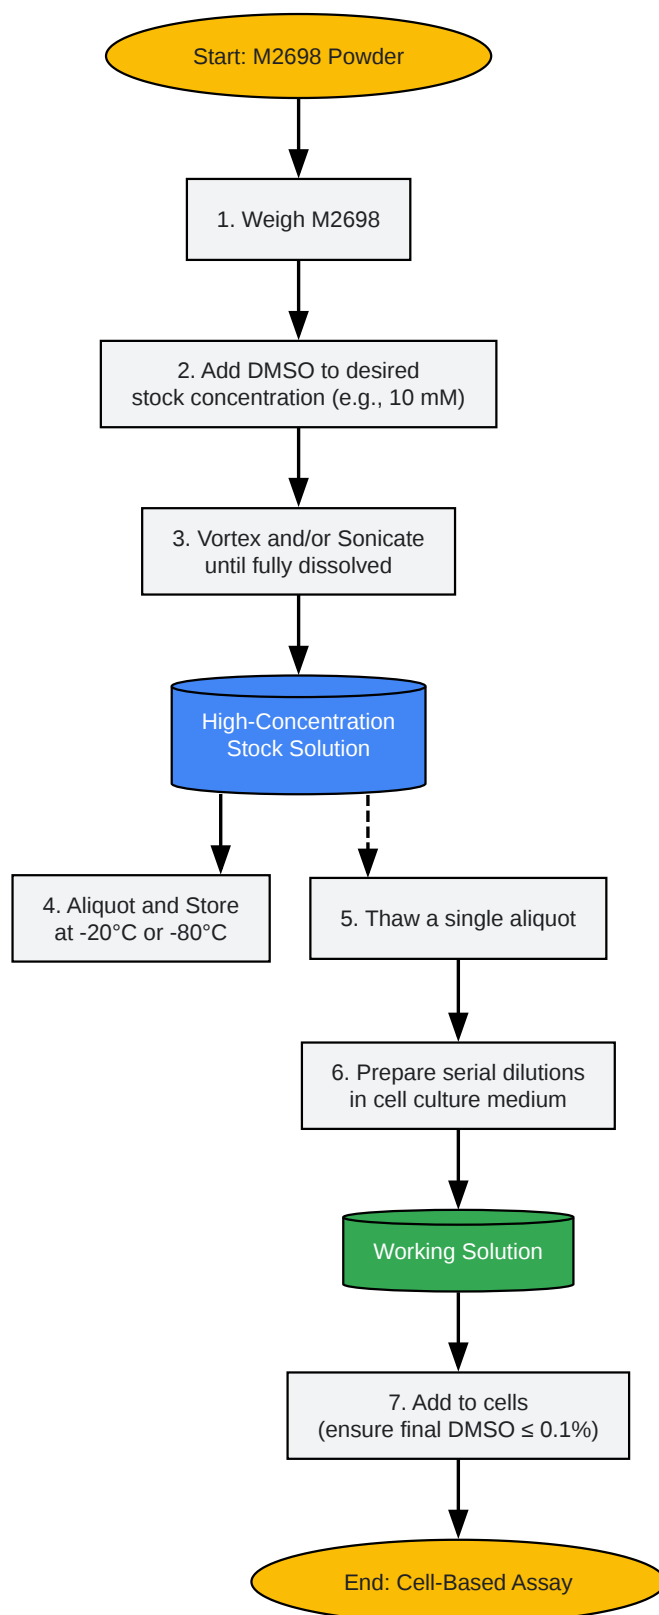 Start: M2698 Powder
1. Weigh M2698
2. Add DMSO to desired
stock concentration (e.g., 10 mM)
3. Vortex and/or Sonicate
until fully dissolved
High-Concentration
Stock Solution
4. Aliquot and Store
at -20°C or -80°C
5. Thaw a single aliquot
6. Prepare serial dilutions
in cell culture medium
Working Solution
7. Add to cells
(ensure final DMSO ≤ 0.1%)
End: Cell-Based Assay